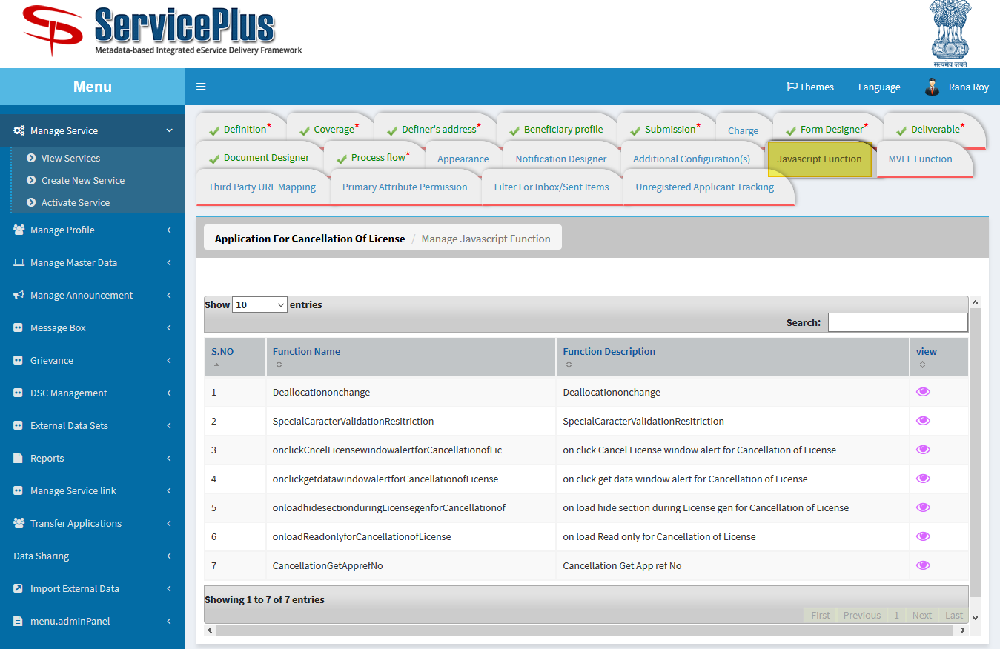 ServicePlus
Metadata-based Integrated eService Delivery Framework
सत्यमेव जयते
Menu
Themes
Language
Rana Roy
Manage Service
View Services
Create New Service
Activate Service
Manage Profile
Manage Master Data
Manage Announcement
Message Box
Grievance
DSC Management
External Data Sets
Reports
Manage Service link
Transfer Applications
Data Sharing
Import External Data
menu.adminPanel
Definition* Coverage* Definer's address* Beneficiary profile Submission* Charge Form Designer* Deliverable*
Document Designer Process flow* Appearance Notification Designer Additional Configuration(s) Javascript Function MVEL Function
Third Party URL Mapping Primary Attribute Permission Filter For Inbox/Sent Items Unregistered Applicant Tracking
Application For Cancellation Of License / Manage Javascript Function
Show 10 entries
Search:
S.NO Function Name Function Description view
1 Deallocationonchange Deallocationonchange
2 SpecialCaracterValidationResitriction SpecialCaracterValidationResitriction
3 onclickCncelLicensewindowalertforCancellationofLic on click Cancel License window alert for Cancellation of License
4 onclickgetdatawindowalertforCancellationofLicense on click get data window alert for Cancellation of License
5 onloadhidesectionduringLicensegenforCancellationof on load hide section during License gen for Cancellation of License
6 onloadReadonlyforCancellationofLicense on load Read only for Cancellation of License
7 CancellationGetApprefNo Cancellation Get App ref No
Showing 1 to 7 of 7 entries
First Previous 1 Next Last